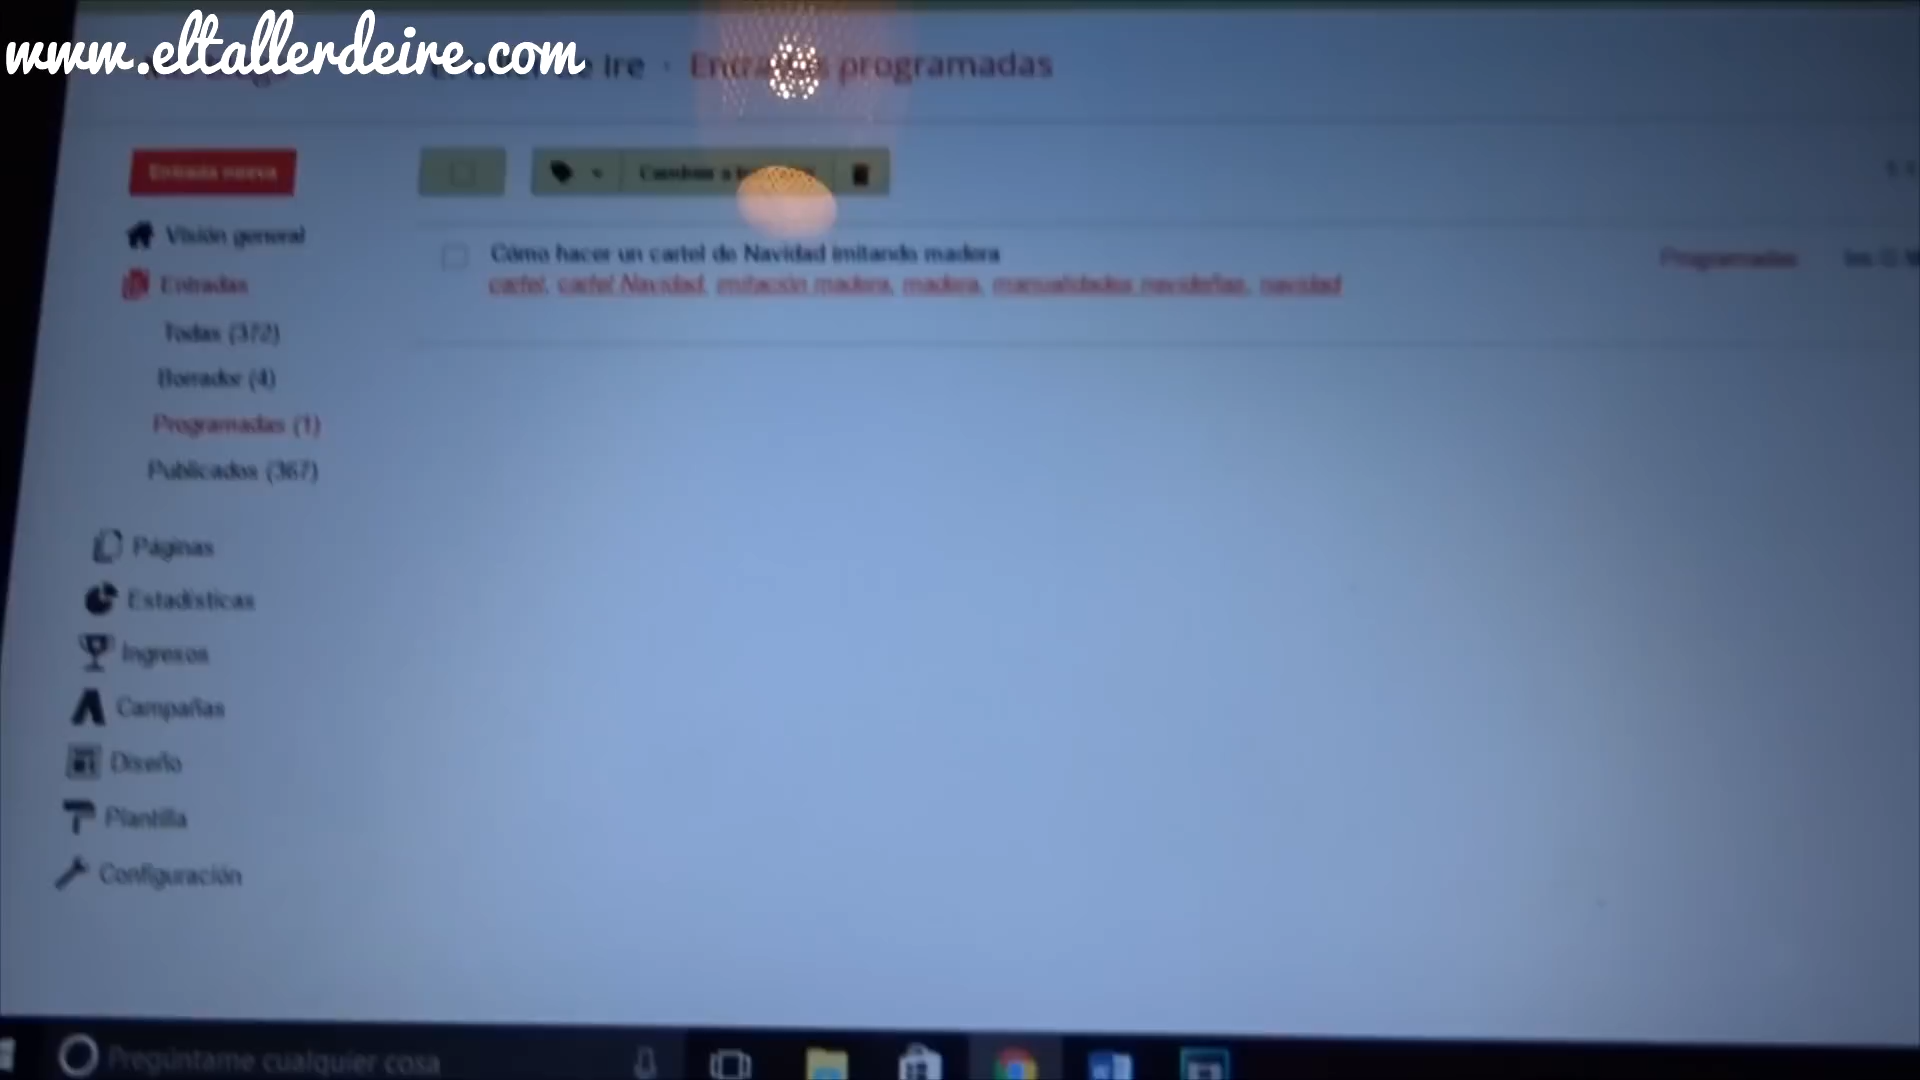 www.eltallerdeire.com
Ire · Entradas programadas
Entrada nueva
Visión general
Cómo hacer un cartel de Navidad imitando madera
Programadas
Entradas
cartel, cartel Navidad, imitación madera, madera, manualidades navideñas, navidad
Todas (372)
Borrador (4)
Programadas (1)
Publicados (367)
Páginas
Estadísticas
Ingresos
Campañas
Diseño
Plantilla
Configuración
Pregúntame cualquier cosa